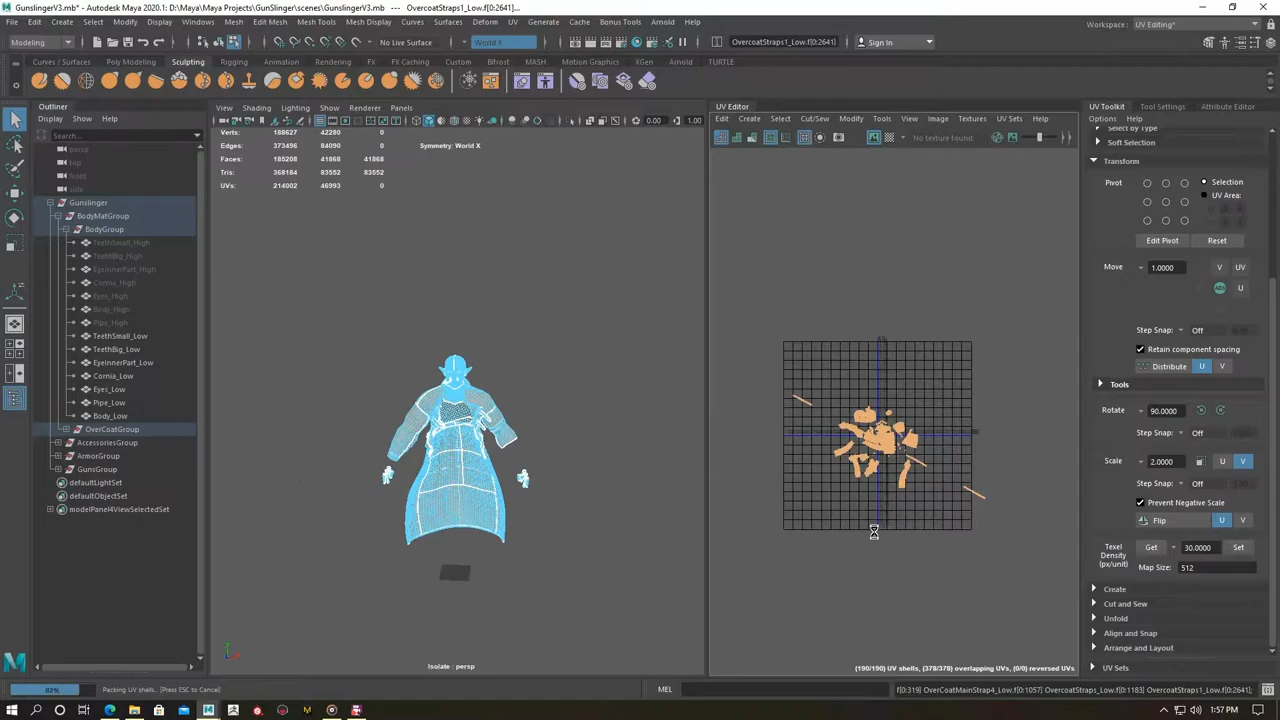 GunslingerV3.mb* - Autodesk Maya 2020.1: D:\Maya\Maya Projects\GunSlinger\scenes\GunslingerV3.mb --- OvercoatStraps1_Low.f[0:2641]...
File Edit Create Select Modify Display Windows Mesh Edit Mesh Mesh Tools Mesh Display Curves Surfaces Deform UV Generate Cache Bonus Tools Arnold Help
Workspace : UV Editing*
Modeling
No Live Surface
World X
OvercoatStraps1_Low.f[0:2641]
Sign In
Curves / Surfaces Poly Modeling Sculpting Rigging Animation Rendering FX FX Caching Custom Bifrost MASH Motion Graphics XGen Arnold TURTLE
Outliner
Display Show Help
Search...
persp
top
front
side
Gunslinger
BodyMatGroup
BodyGroup
TeethSmall_High
TeethBig_High
EyeInnerPart_High
Cornia_High
Eyes_High
Body_High
Pipe_High
TeethSmall_Low
TeethBig_Low
EyeInnerPart_Low
Cornia_Low
Eyes_Low
Pipe_Low
Body_Low
OverCoatGroup
AccessoriesGroup
ArmorGroup
GunsGroup
defaultLightSet
defaultObjectSet
modelPanel4ViewSelectedSet
View Shading Lighting Show Renderer Panels
0.00 1.00
Verts: 188627 42280 0
Edges: 373496 84090 0
Faces: 185208 41868 41868
Tris: 368184 83552 83552
UVs: 214002 46993 0
Symmetry: World X
Isolate : persp
UV Editor
Edit Create Select Cut/Sew Modify Tools View Image Textures UV Sets Help
No texture found
(190/190) UV shells, (378/378) overlapping UVs, (0/0) reversed UVs
UV Toolkit Tool Settings Attribute Editor
Options Help
Select by Type
Soft Selection
Transform
Pivot
Selection
UV Area:
Edit Pivot Reset
Move 1.0000 V UV
U
Step Snap: Off
Retain component spacing
Distribute U V
Tools
Rotate 90.0000
Step Snap: Off
Scale 2.0000 U V
Step Snap: Off
Prevent Negative Scale
Flip U V
Texel Density (px/unit)
Get 30.0000 Set
Map Size: 512
Create
Cut and Sew
Unfold
Align and Snap
Arrange and Layout
UV Sets
82% Packing UV shells.. [Press ESC to Cancel]
MEL
f[0:319] OverCoatMainStrap4_Low.f[0:1057] OvercoatStraps_Low.f[0:1183] OvercoatStraps1_Low.f[0:2641];
1:57 PM